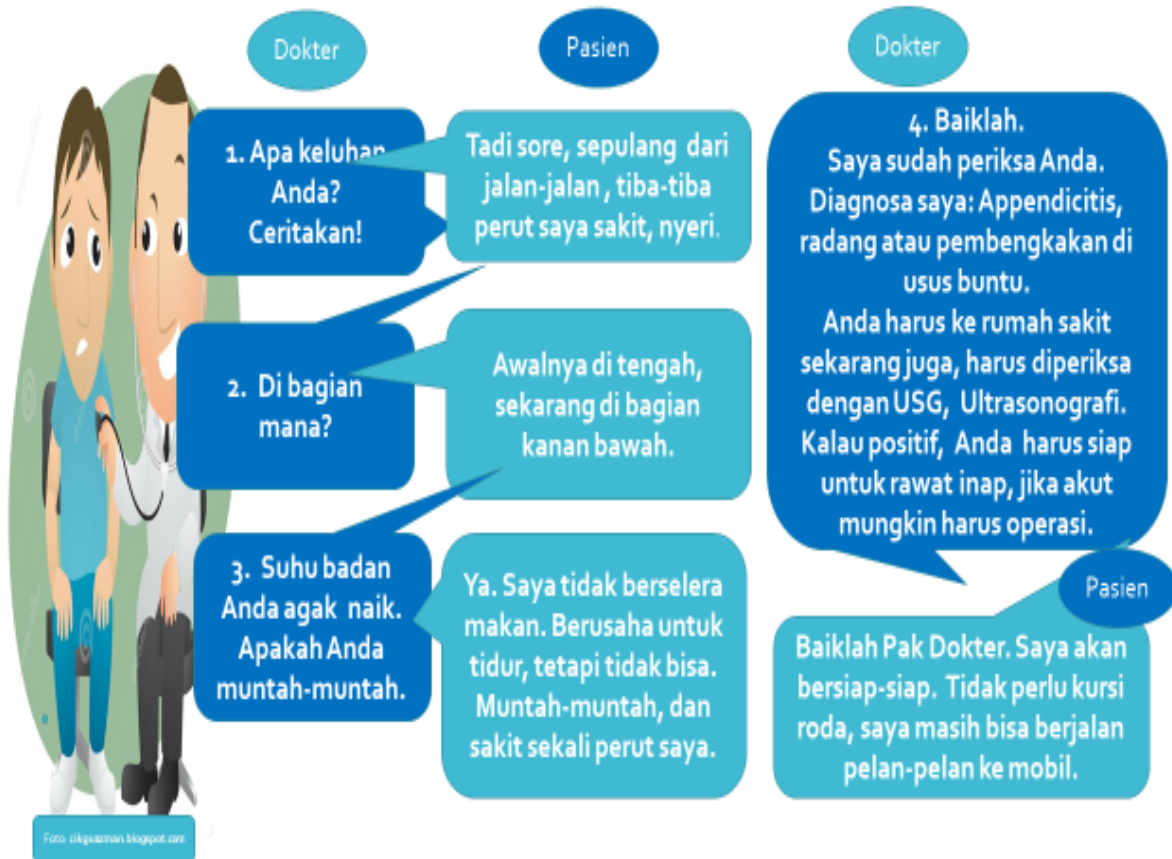 Dokter
1. Apa keluhan
Anda?
Ceritakan!
Pasien
Tadi sore, sepulang dari
jalan-jalan , tiba-tiba
perut saya sakit, nyeri.
2. Di bagian
mana?
Awalnya di tengah,
sekarang di bagian
kanan bawah.
3. Suhu badan
Anda agak naik.
Apakah Anda
muntah-muntah.
Ya. Saya tidak berselera
makan. Berusaha untuk
tidur, tetapi tidak bisa.
Muntah-muntah, dan
sakit sekali perut saya.
Dokter
4. Baiklah.
Saya sudah periksa Anda.
Diagnosa saya: Appendicitis,
radang atau pembengkakan di
usus buntu.
Anda harus ke rumah sakit
sekarang juga, harus diperiksa
dengan USG, Ultrasonografi.
Kalau positif, Anda harus siap
untuk rawat inap, jika akut
mungkin harus operasi.
Pasien
Baiklah Pak Dokter. Saya akan
bersiap-siap. Tidak perlu kursi
roda, saya masih bisa berjalan
pelan-pelan ke mobil.
Foto: cikguazman.blogspot.com